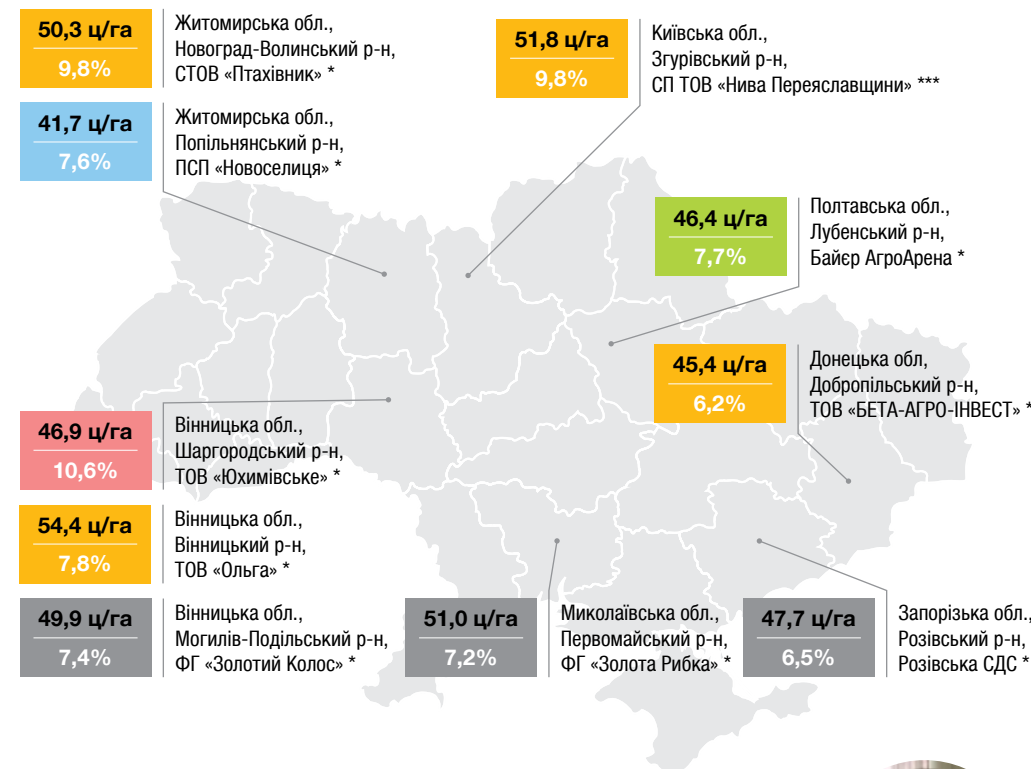 50,3 ц/га
9,8%
Житомирська обл.,
Новоград-Волинський р-н,
СТОВ «Птахівник» *
51,8 ц/га
9,8%
Київська обл.,
Згурівський р-н,
СП ТОВ «Нива Переяславщини» ***
41,7 ц/га
7,6%
Житомирська обл.,
Попільнянський р-н,
ПСП «Новоселиця» *
46,4 ц/га
7,7%
Полтавська обл.,
Лубенський р-н,
Байєр АгроАрена *
45,4 ц/га
6,2%
Донецька обл,
Добропільський р-н,
ТОВ «БЕТА-АГРО-ІНВЕСТ» *
46,9 ц/га
10,6%
Вінницька обл.,
Шаргородський р-н,
ТОВ «Юхимівське» *
54,4 ц/га
7,8%
Вінницька обл.,
Вінницький р-н,
ТОВ «Ольга» *
49,9 ц/га
7,4%
Вінницька обл.,
Могилів-Подільський р-н,
ФГ «Золотий Колос» *
51,0 ц/га
7,2%
Миколаївська обл.,
Первомайський р-н,
ФГ «Золота Рибка» *
47,7 ц/га
6,5%
Запорізька обл.,
Розівський р-н,
Розівська СДС *